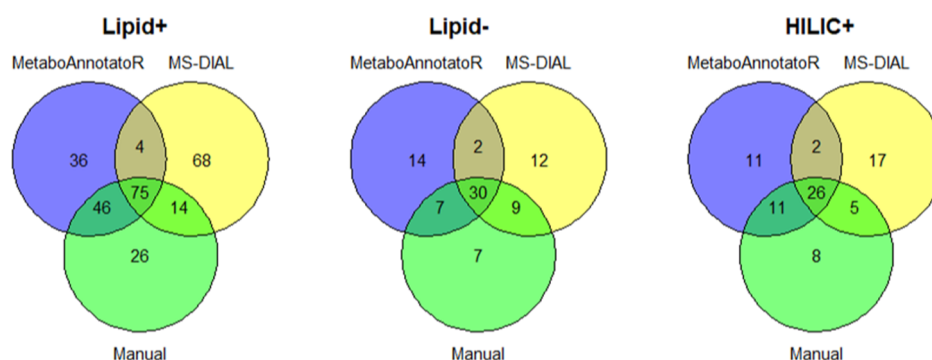 Lipid+ Lipid- HILIC+
MetaboAnnotatoR MS-DIAL MetaboAnnotatoR MS-DIAL MetaboAnnotatoR MS-DIAL
36 4 68 14 2 12 11 2 17
75 30 26
46 14 7 9 11 5
26 7 8
Manual Manual Manual